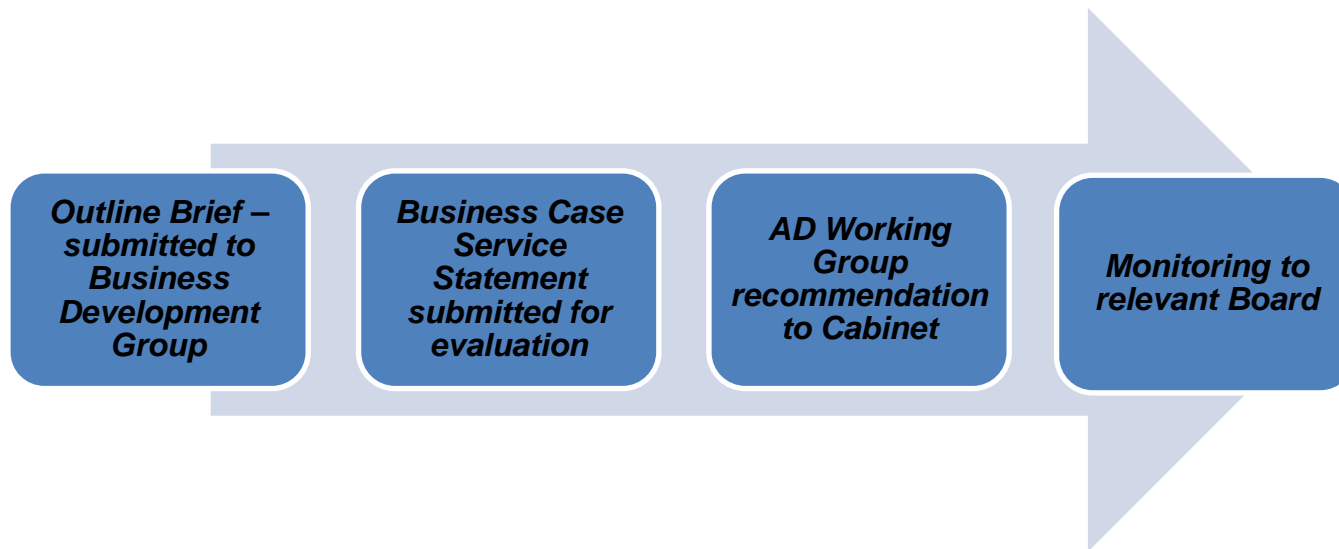 Outline Brief –
submitted to
Business
Development
Group
Business Case
Service
Statement
submitted for
evaluation
AD Working
Group
recommendation
to Cabinet
Monitoring to
relevant Board